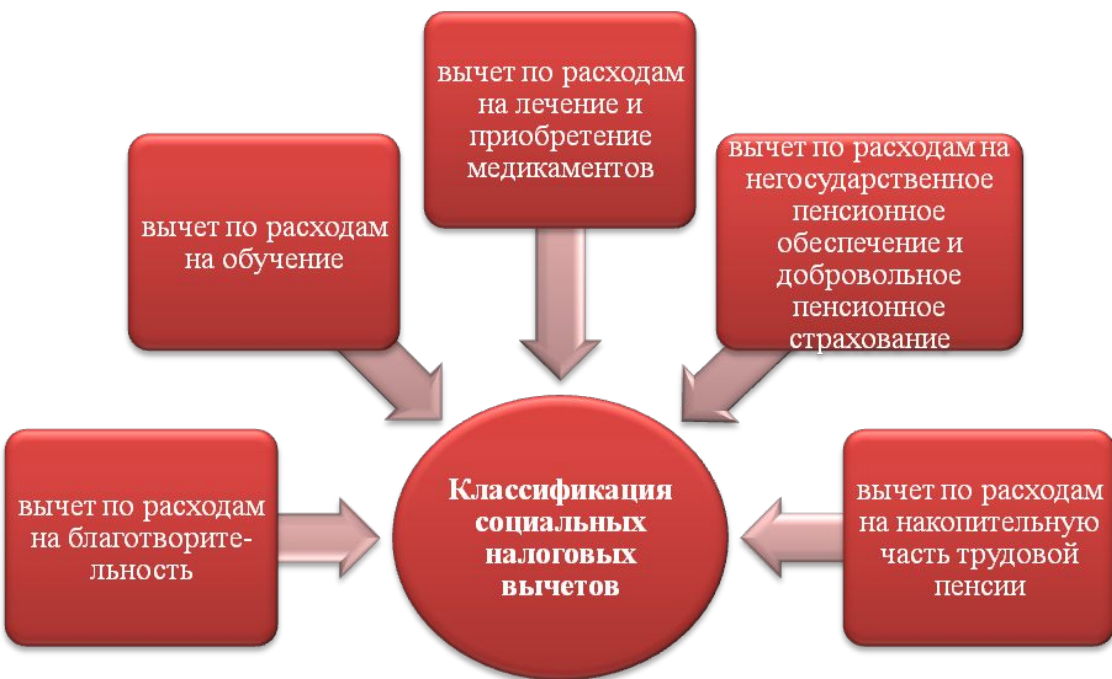 вычет по расходам
на лечение и
приобретение
медикаментов
вычет по расходам
на обучение
вычет по расходам на
негосударственное
пенсионное
обеспечение и
добровольное
пенсионное
страхование
вычет по расходам
на благотворите-
льность
Классификация
социальных
налоговых
вычетов
вычет по расходам
на накопительную
часть трудовой
пенсии